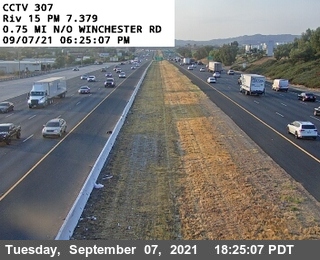 CCTV 307
Riv 15 PM 7.379
0.75 MI N/O WINCHESTER RD
09/07/21 06:25:07 PM
Tuesday, September 07, 2021 18:25:07 PDT